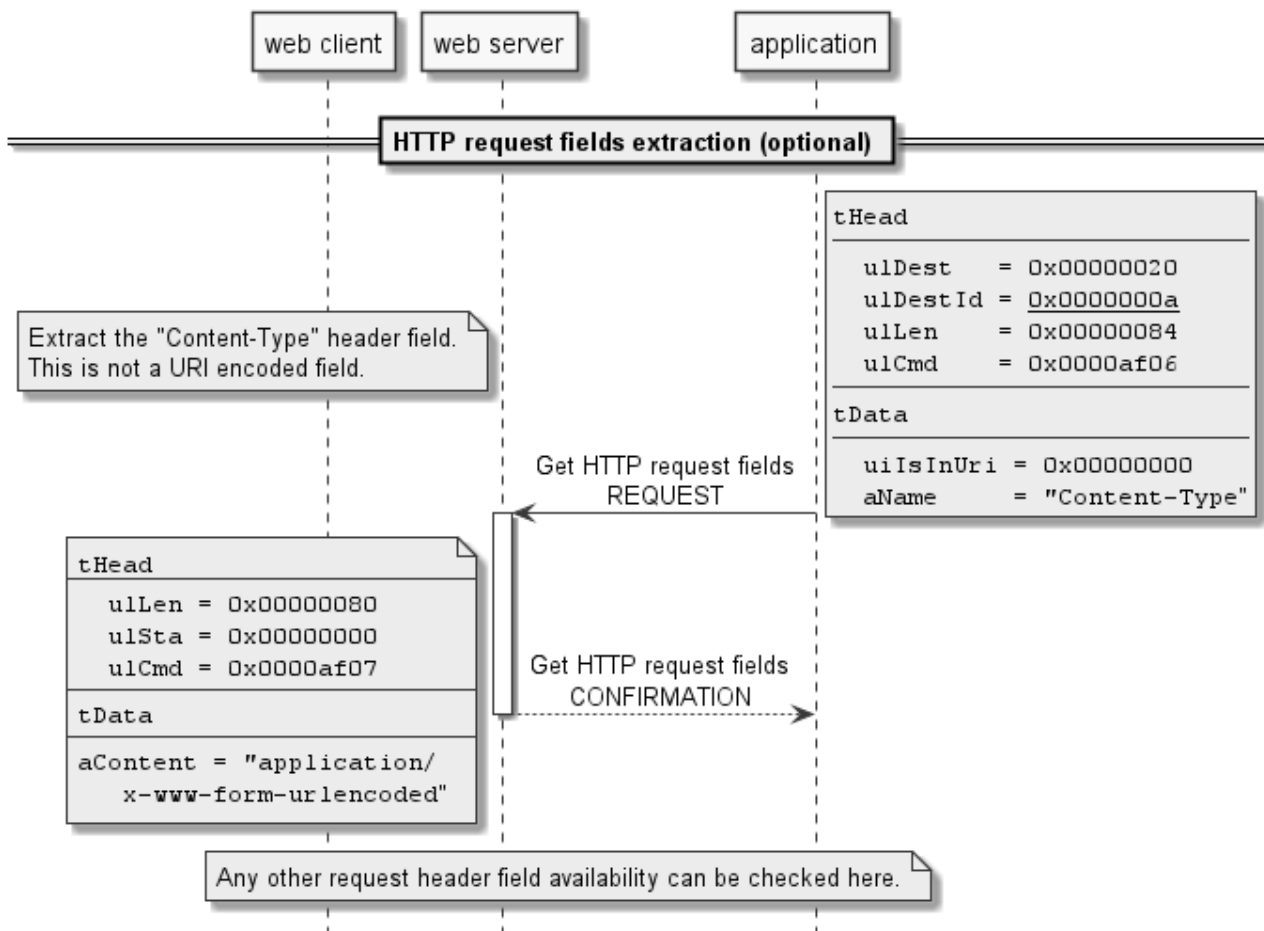 web client
web server
application
HTTP request fields extraction (optional)
tHead
ulDest = 0x00000020
ulDestId = 0x0000000a
ulLen = 0x00000084
ulCmd = 0x0000af06
tData
uiIsInUri = 0x00000000
aName = "Content-Type"
Extract the "Content-Type" header field.
This is not a URI encoded field.
Get HTTP request fields
REQUEST
tHead
ulLen = 0x00000080
ulSta = 0x00000000
ulCmd = 0x0000af07
tData
aContent = "application/
x-www-form-urlencoded"
Get HTTP request fields
CONFIRMATION
Any other request header field availability can be checked here.